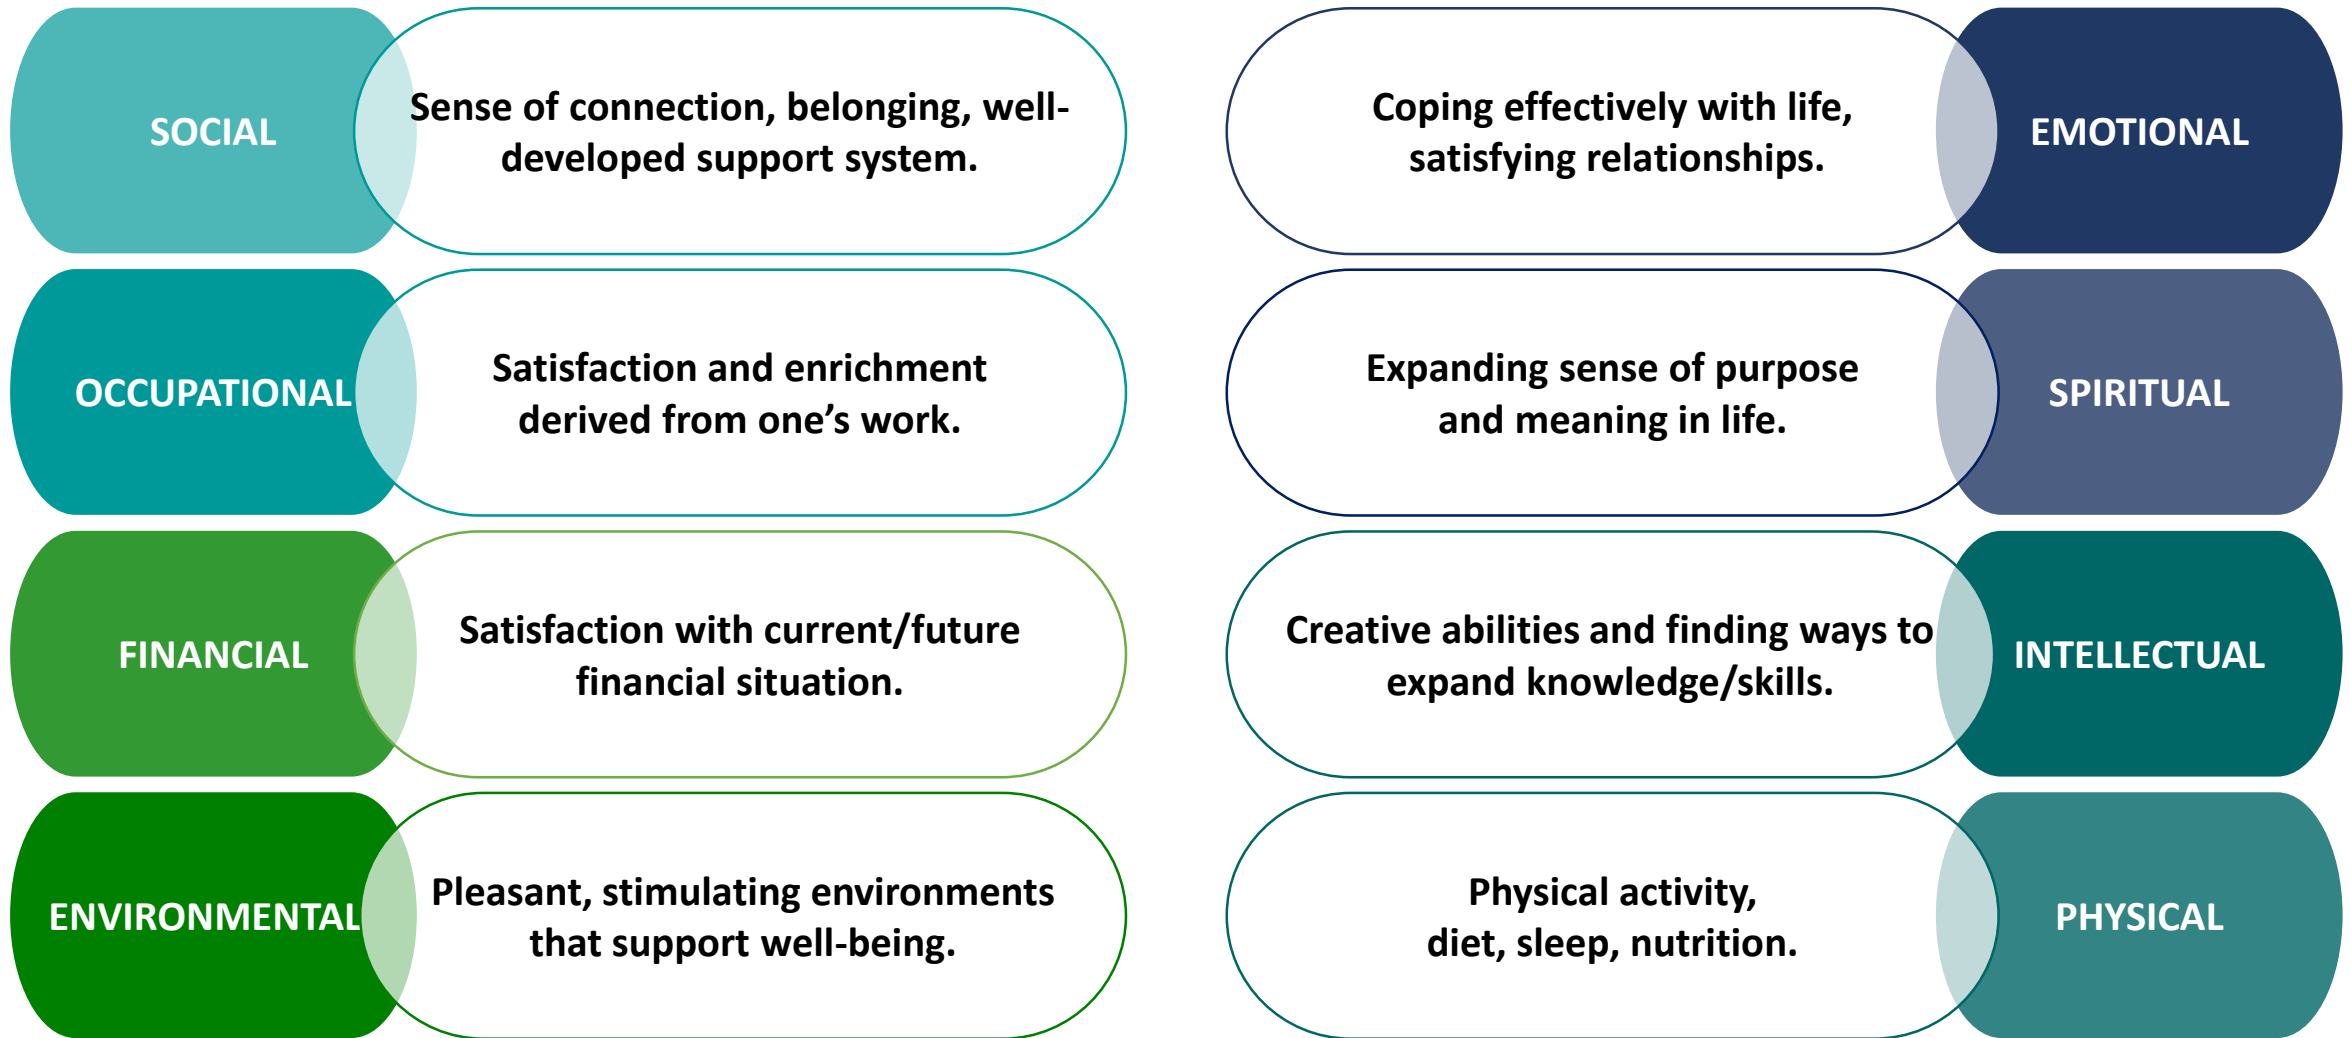 SOCIAL
Sense of connection, belonging, well-
developed support system.
Coping effectively with life,
satisfying relationships.
EMOTIONAL
OCCUPATIONAL
Satisfaction and enrichment
derived from one’s work.
Expanding sense of purpose
and meaning in life.
SPIRITUAL
FINANCIAL
Satisfaction with current/future
financial situation.
Creative abilities and finding ways to
expand knowledge/skills.
INTELLECTUAL
ENVIRONMENTAL
Pleasant, stimulating environments
that support well-being.
Physical activity,
diet, sleep, nutrition.
PHYSICAL